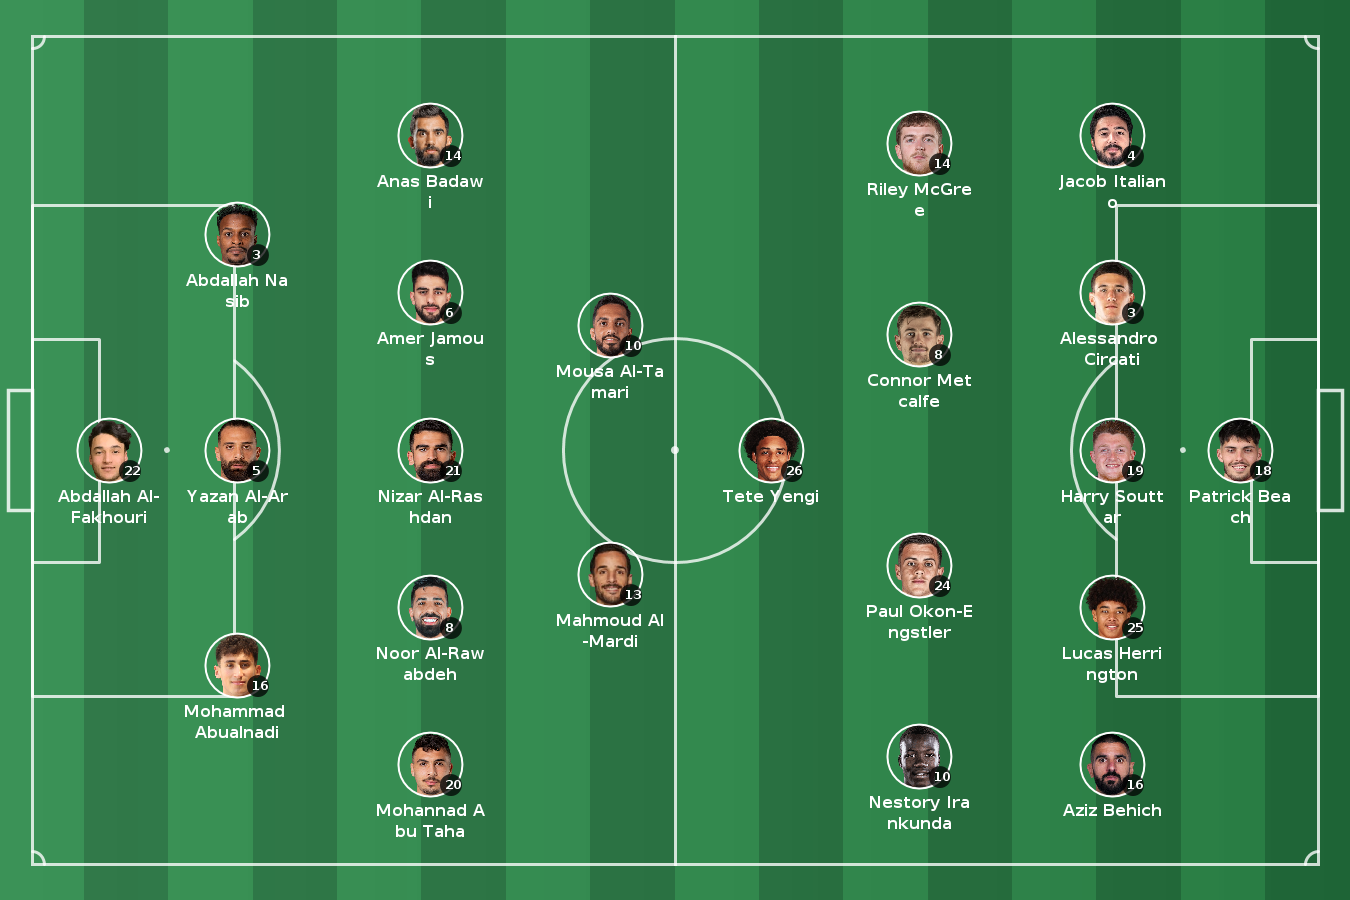 14
Anas Badaw
i
3
Abdallah Na
sib
6
Amer Jamou
s
10
Mousa Al-Ta
mari
22
Abdallah Al-
Fakhouri
5
Yazan Al-Ar
ab
21
Nizar Al-Ras
hdan
13
Mahmoud Al
-Mardi
8
Noor Al-Raw
abdeh
16
Mohammad
Abualnadi
20
Mohannad A
bu Taha
14
Riley McGre
e
4
Jacob Italian
o
8
Connor Met
calfe
3
Alessandro
Circati
26
Tete Yengi
19
Harry Soutt
ar
18
Patrick Bea
ch
24
Paul Okon-E
ngstler
25
Lucas Herri
ngton
10
Nestory Ira
nkunda
16
Aziz Behich